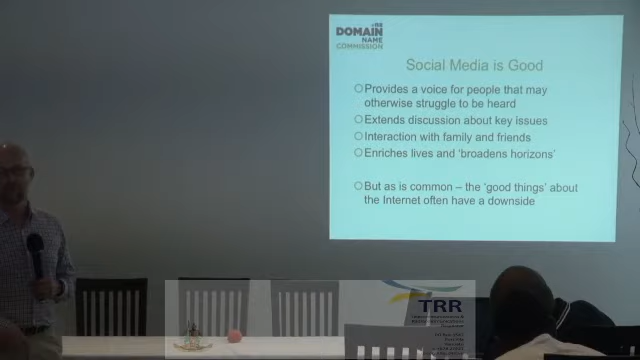 DOMAIN
NAME
COMMISSION
Social Media is Good
Provides a voice for people that may
otherwise struggle to be heard
Extends discussion about key issues
Interaction with family and friends
Enriches lives and ‘broadens horizons’
But as is common – the ‘good things’ about
the Internet often have a downside
TRR